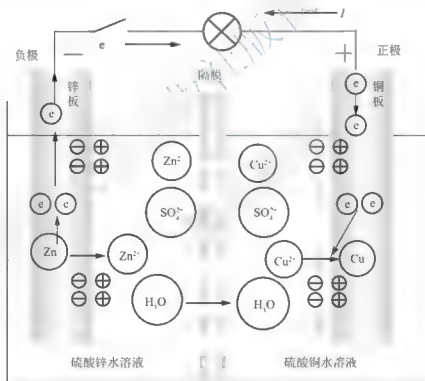 I
负极
−
e
+
正极
锌板
隔膜
铜板
e
e
e
⊖ ⊕
⊖ ⊕
Zn²⁻
Cu²⁺
⊖ ⊕
⊖ ⊕
e c
SO₄²⁻
SO₄²⁻
e e
Zn
Zn²⁺
Cu²⁺
Cu
⊖ ⊕
⊖ ⊕
H₂O
H₂O
⊖ ⊕
⊖ ⊕
硫酸锌水溶液
硫酸铜水溶液